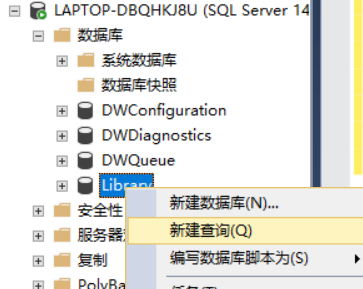 LAPTOP-DBQHKJ8U (SQL Server 14
数据库
系统数据库
数据库快照
DWConfiguration
DWDiagnostics
DWQueue
Library
新建数据库(N)...
安全性
新建查询(Q)
服务器
编写数据库脚本为(S)
复制
PolyBa